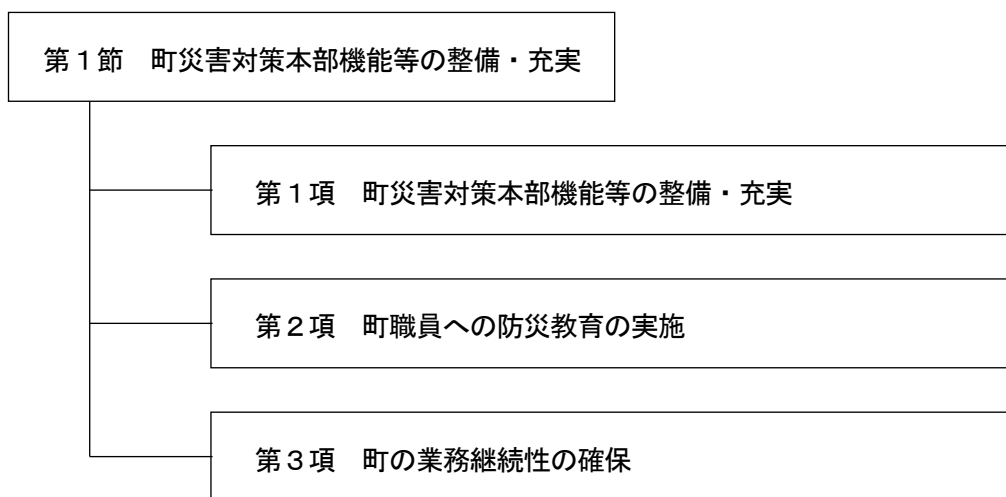 第1節　町災害対策本部機能等の整備・充実
第1項　町災害対策本部機能等の整備・充実
第2項　町職員への防災教育の実施
第3項　町の業務継続性の確保